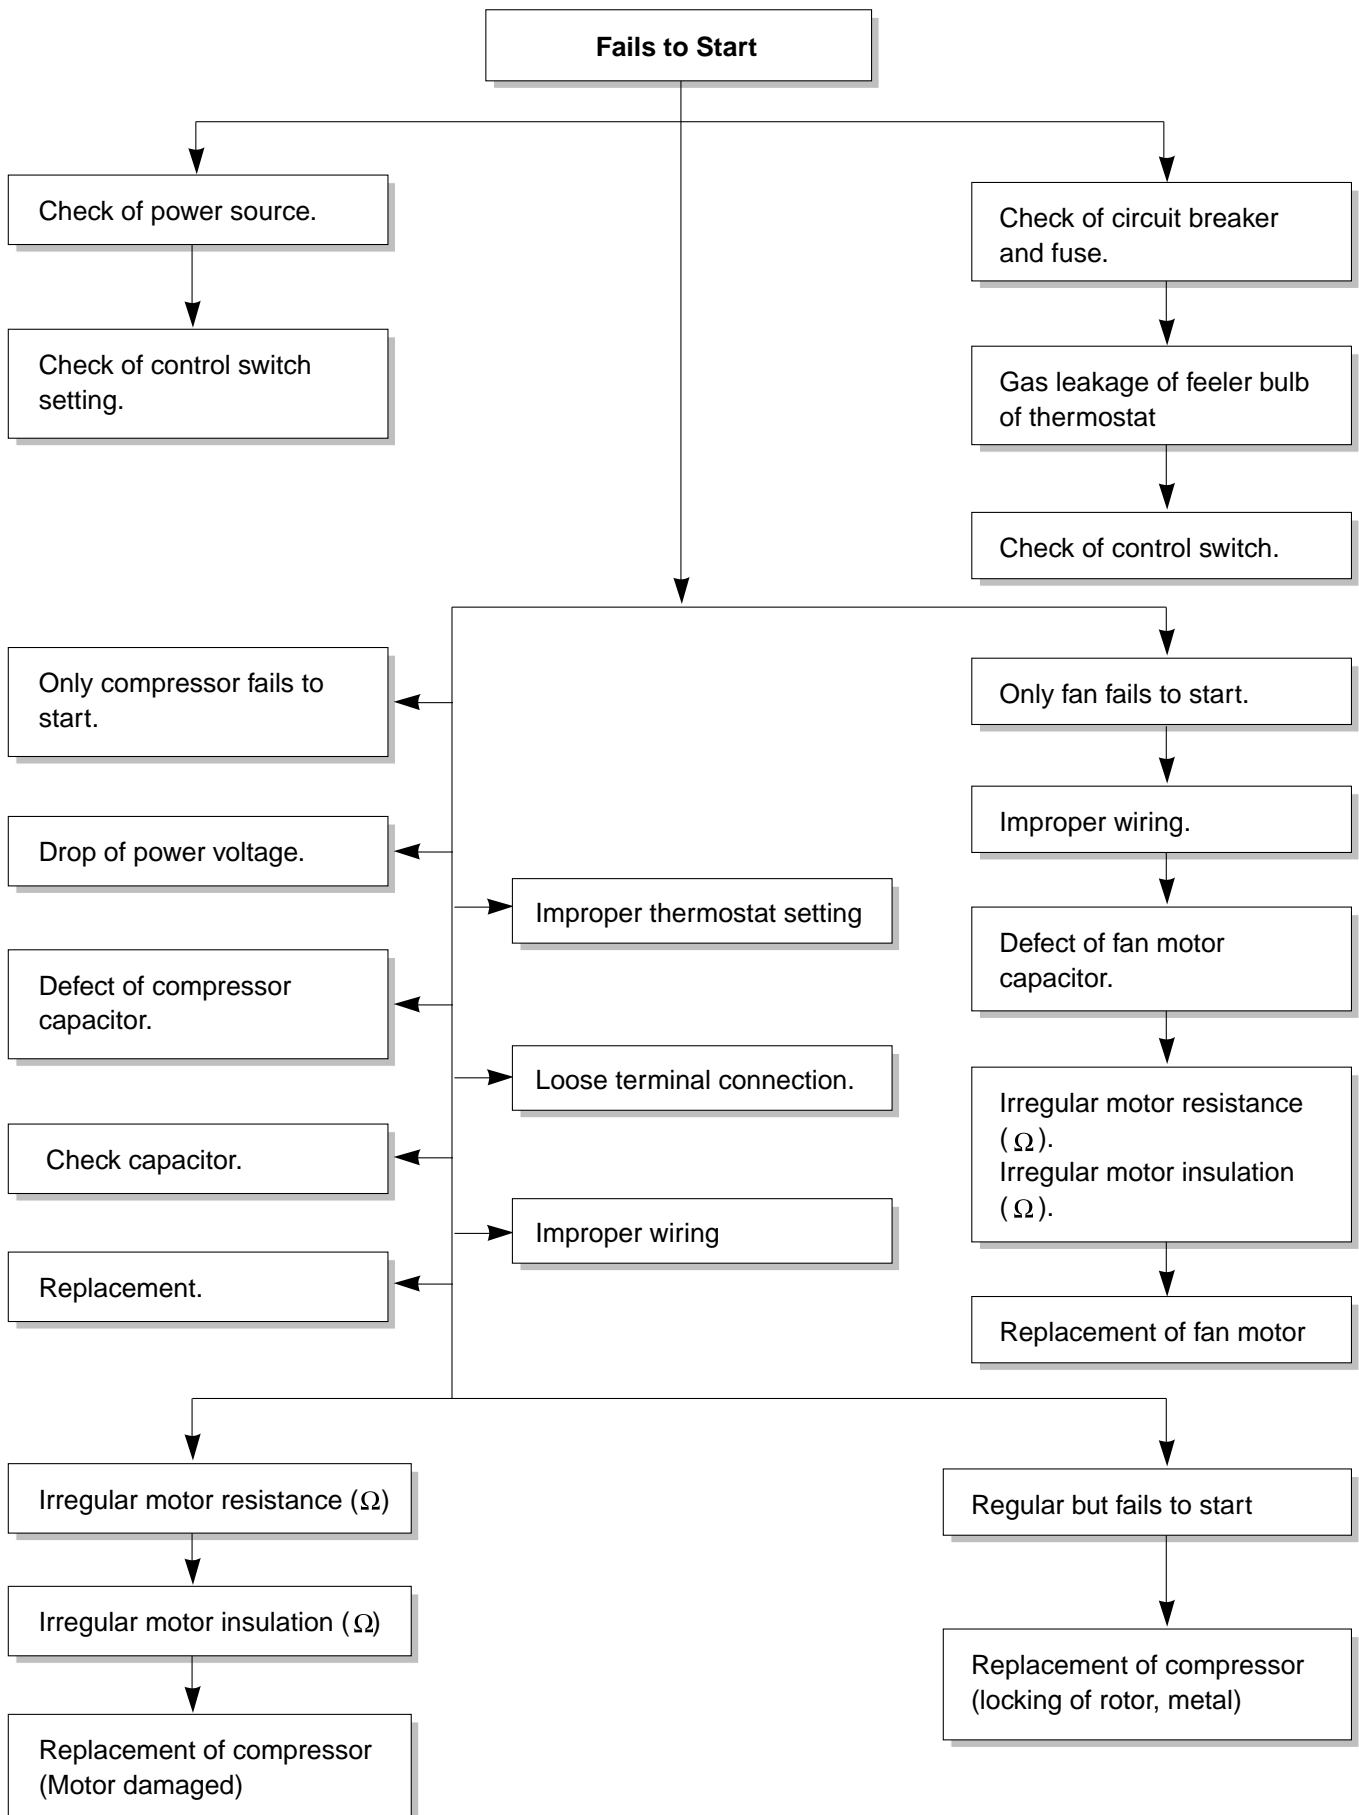 Fails to Start
Check of power source.
Check of circuit breaker
and fuse.
Check of control switch
setting.
Gas leakage of feeler bulb
of thermostat
Check of control switch.
Only compressor fails to
start.
Only fan fails to start.
Drop of power voltage.
Improper wiring.
Improper thermostat setting
Defect of compressor
capacitor.
Defect of fan motor
capacitor.
Loose terminal connection.
Irregular motor resistance
(Ω).
Irregular motor insulation
(Ω).
Check capacitor.
Improper wiring
Replacement.
Replacement of fan motor
Irregular motor resistance (Ω)
Regular but fails to start
Irregular motor insulation (Ω)
Replacement of compressor
(locking of rotor, metal)
Replacement of compressor
(Motor damaged)